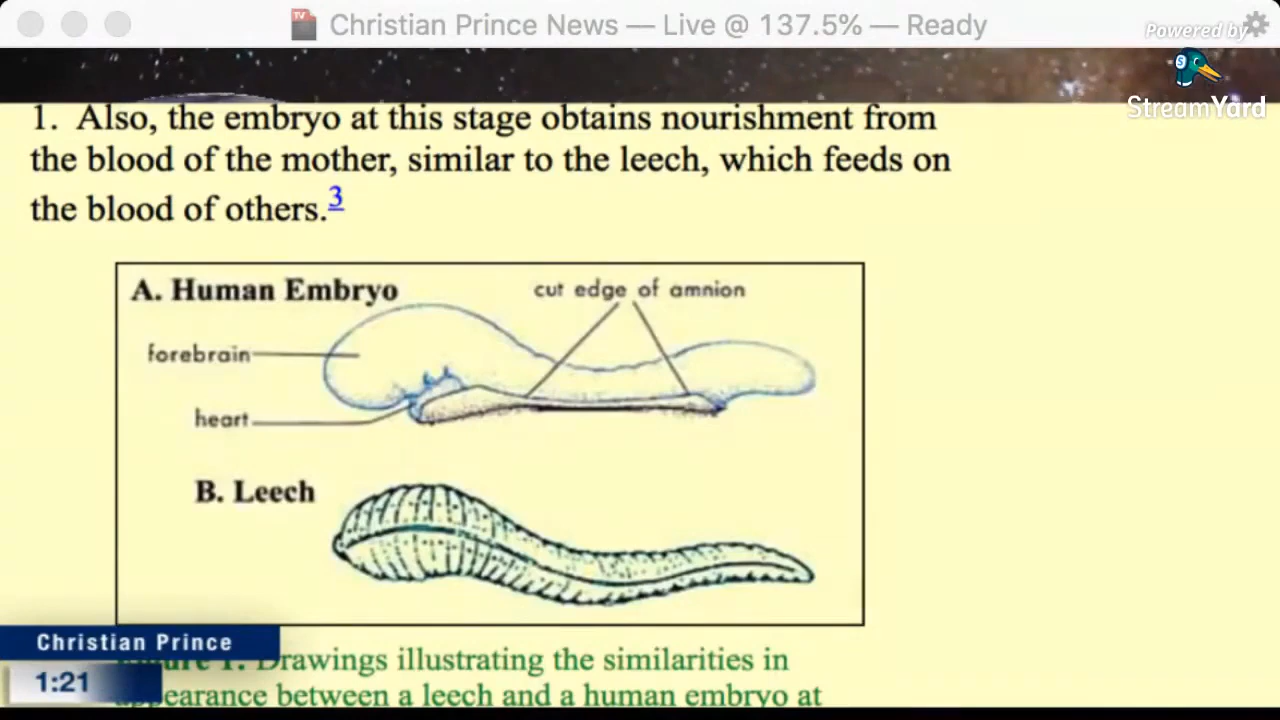 Christian Prince News — Live @ 137.5% — Ready
Powered by
StreamYard
1. Also, the embryo at this stage obtains nourishment from
the blood of the mother, similar to the leech, which feeds on
the blood of others.3
A. Human Embryo
cut edge of amnion
forebrain
heart
B. Leech
Christian Prince
1:21
1. Drawings illustrating the similarities in
between a leech and a human embryo at